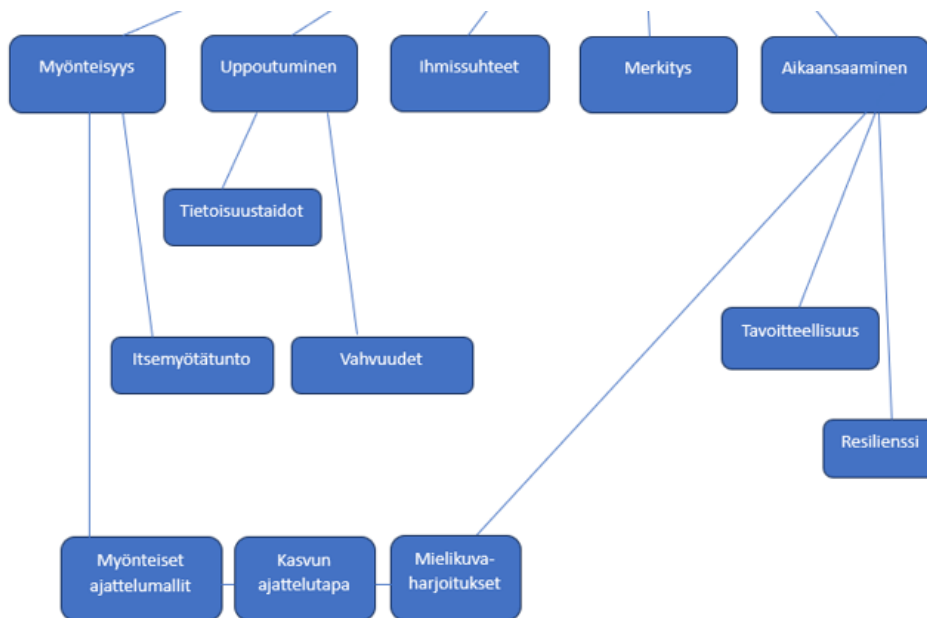 Myönteisyys
Uppoutuminen
Ihmissuhteet
Merkitys
Aikaansaaminen
Tietoisuustaidot
Tavoitteellisuus
Itsemyötätunto
Vahvuudet
Resilienssi
Myönteiset
ajattelumallit
Kasvun
ajattelutapa
Mielikuva-
harjoitukset